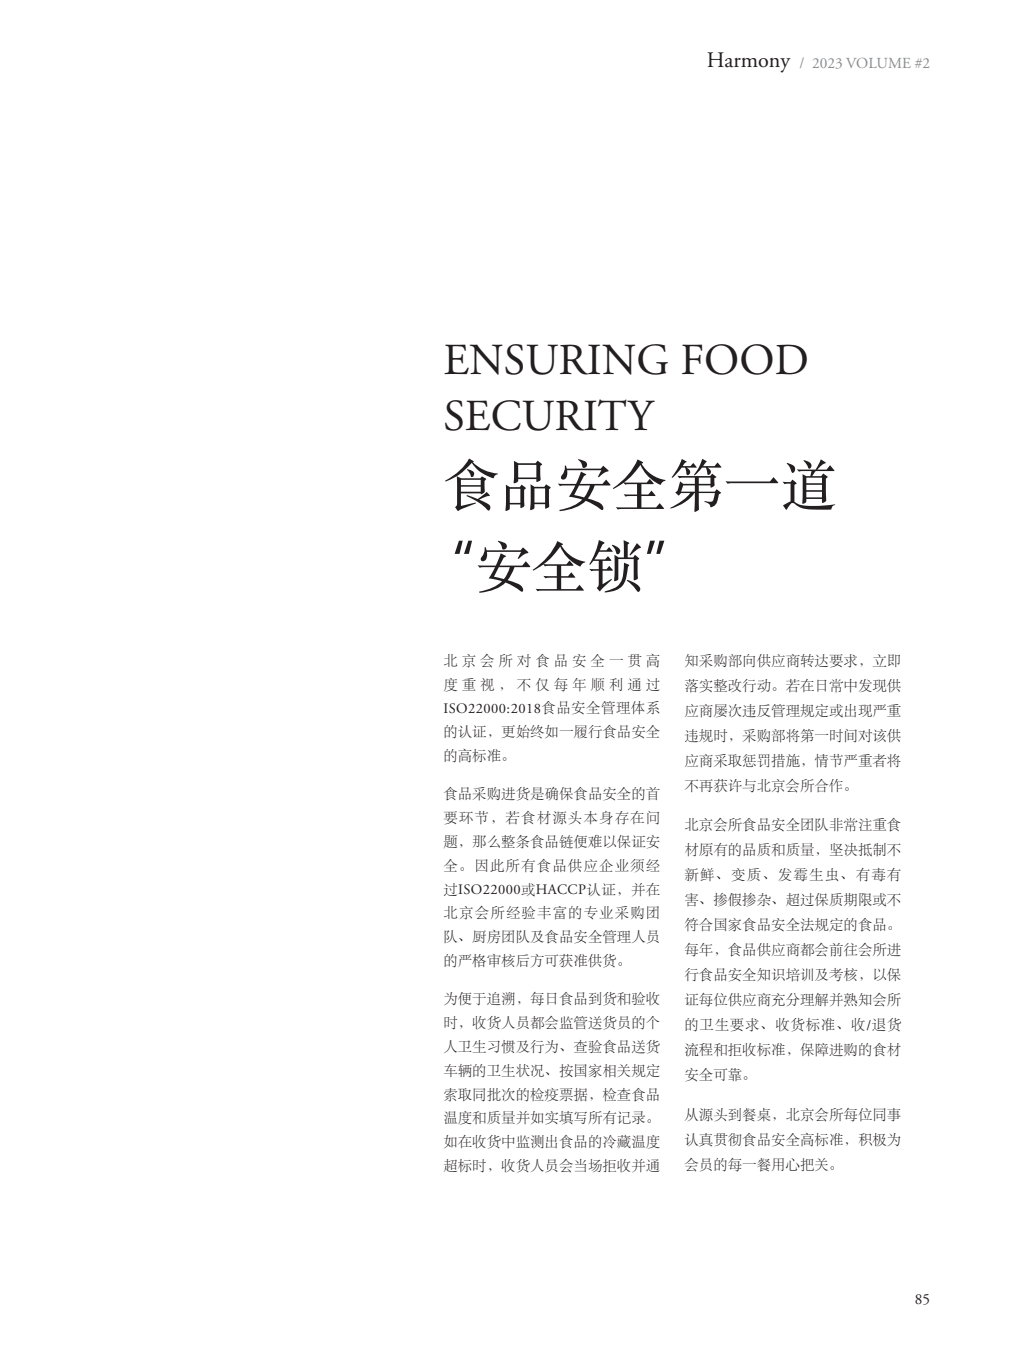 Harmony / 2023 VOLUME #2
ENSURING FOOD
SECURITY
食品安全第一道
“安全锁”
北京会所对食品安全一贯高
度重视，不仅每年顺利通过
ISO22000:2018食品安全管理体系
的认证，更始终如一履行食品安全
的高标准。
食品采购进货是确保食品安全的首
要环节，若食材源头本身存在问
题，那么整条食品链便难以保证安
全。因此所有食品供应企业须经
过ISO22000或HACCP认证，并在
北京会所经验丰富的专业采购团
队、厨房团队及食品安全管理人员
的严格审核后方可获准供货。
为便于追溯，每日食品到货和验收
时，收货人员都会监管送货员的个
人卫生习惯及行为、查验食品送货
车辆的卫生状况、按国家相关规定
索取同批次的检疫票据，检查食品
温度和质量并如实填写所有记录。
如在收货中监测出食品的冷藏温度
超标时，收货人员会当场拒收并通
知采购部向供应商转达要求，立即
落实整改行动。若在日常中发现供
应商屡次违反管理规定或出现严重
违规时，采购部将第一时间对该供
应商采取惩罚措施，情节严重者将
不再获许与北京会所合作。
北京会所食品安全团队非常注重食
材原有的品质和质量，坚决抵制不
新鲜、变质、发霉生虫、有毒有
害、掺假掺杂、超过保质期限或不
符合国家食品安全法规定的食品。
每年，食品供应商都会前往会所进
行食品安全知识培训及考核，以保
证每位供应商充分理解并熟知会所
的卫生要求、收货标准、收/退货
流程和拒收标准，保障进购的食材
安全可靠。
从源头到餐桌，北京会所每位同事
认真贯彻食品安全高标准，积极为
会员的每一餐用心把关。
85